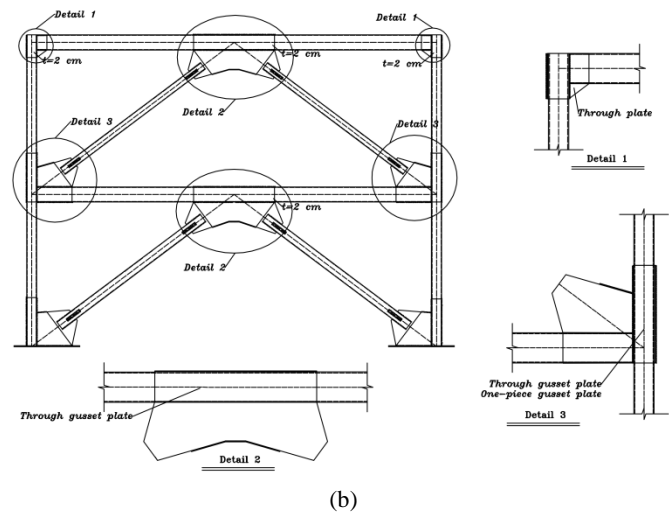 Detail 1
Detail 1
t=2 cm
t=2 cm
t=2 cm
Detail 2
Detail 3
Detail 3
t=2 cm
Detail 2
Through plate
Detail 1
Through gusset plate
Detail 2
Through gusset plate
One-piece gusset plate
Detail 3
(b)